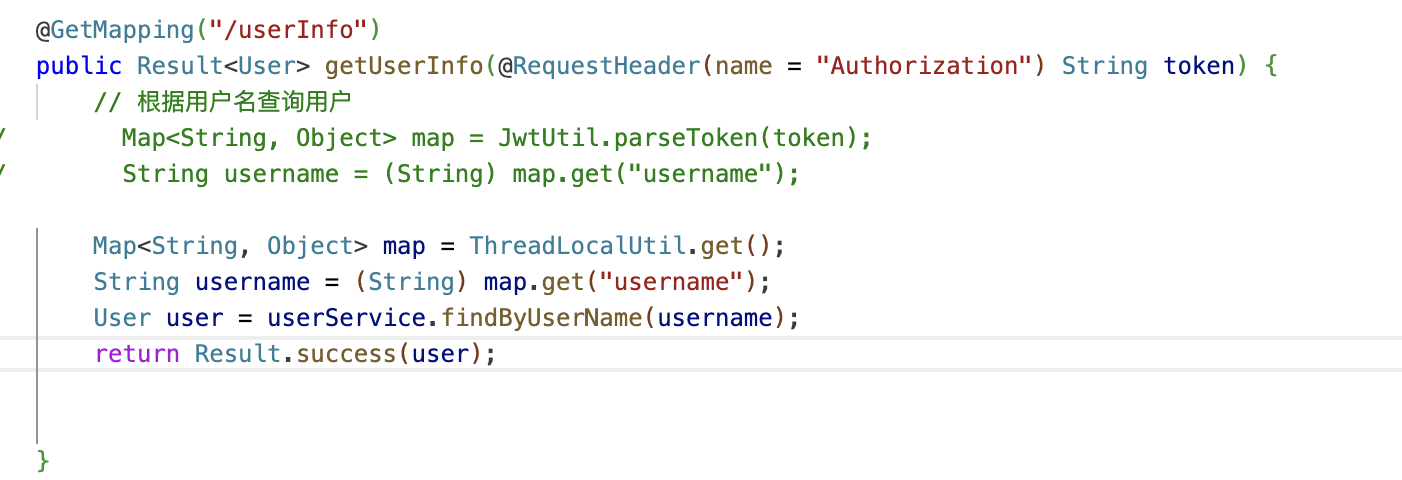 @GetMapping("/userInfo")
public Result<User> getUserInfo(@RequestHeader(name = "Authorization") String token) {
// 根据用户名查询用户
/ Map<String, Object> map = JwtUtil.parseToken(token);
/ String username = (String) map.get("username");
Map<String, Object> map = ThreadLocalUtil.get();
String username = (String) map.get("username");
User user = userService.findByUserName(username);
return Result.success(user);
}